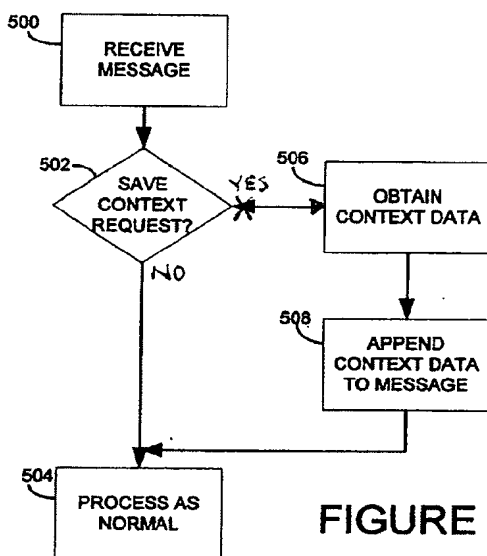 500
RECEIVE
MESSAGE
502
SAVE
CONTEXT
REQUEST?
YES
NO
506
OBTAIN
CONTEXT DATA
508
APPEND
CONTEXT DATA
TO MESSAGE
504
PROCESS AS
NORMAL
FIGURE